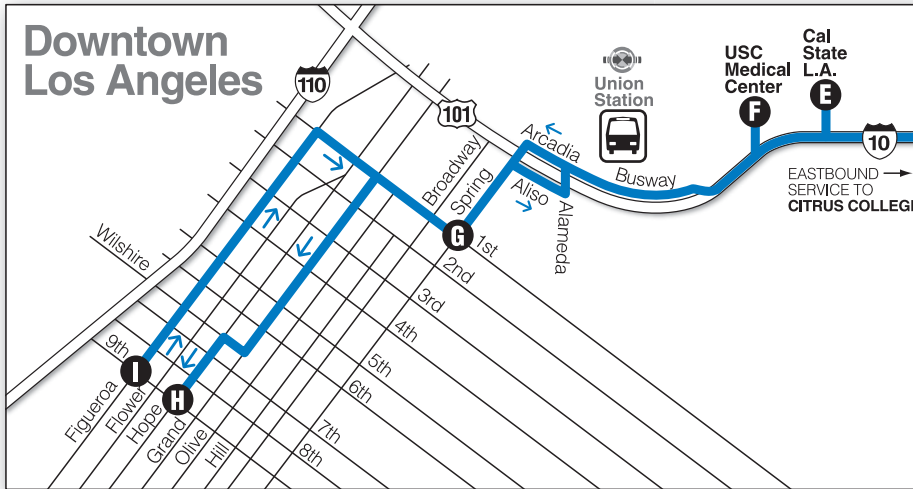 Downtown
Los Angeles
110
101
Union
Station
USC
Medical
Center
F
Cal
State
L.A.
E
10
EASTBOUND →
SERVICE TO
CITRUS COLLEGE
Arcadia
Busway
Aliso
Alameda
Broadway
Spring
G
1st
2nd
3rd
4th
5th
6th
7th
8th
9th
Wilshire
I
H
Figueroa
Flower
Hope
Grand
Olive
Hill